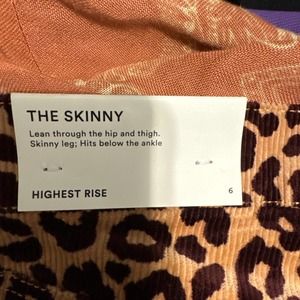 THE SKINNY
Lean through the hip and thigh.
Skinny leg; Hits below the ankle
HIGHEST RISE 6